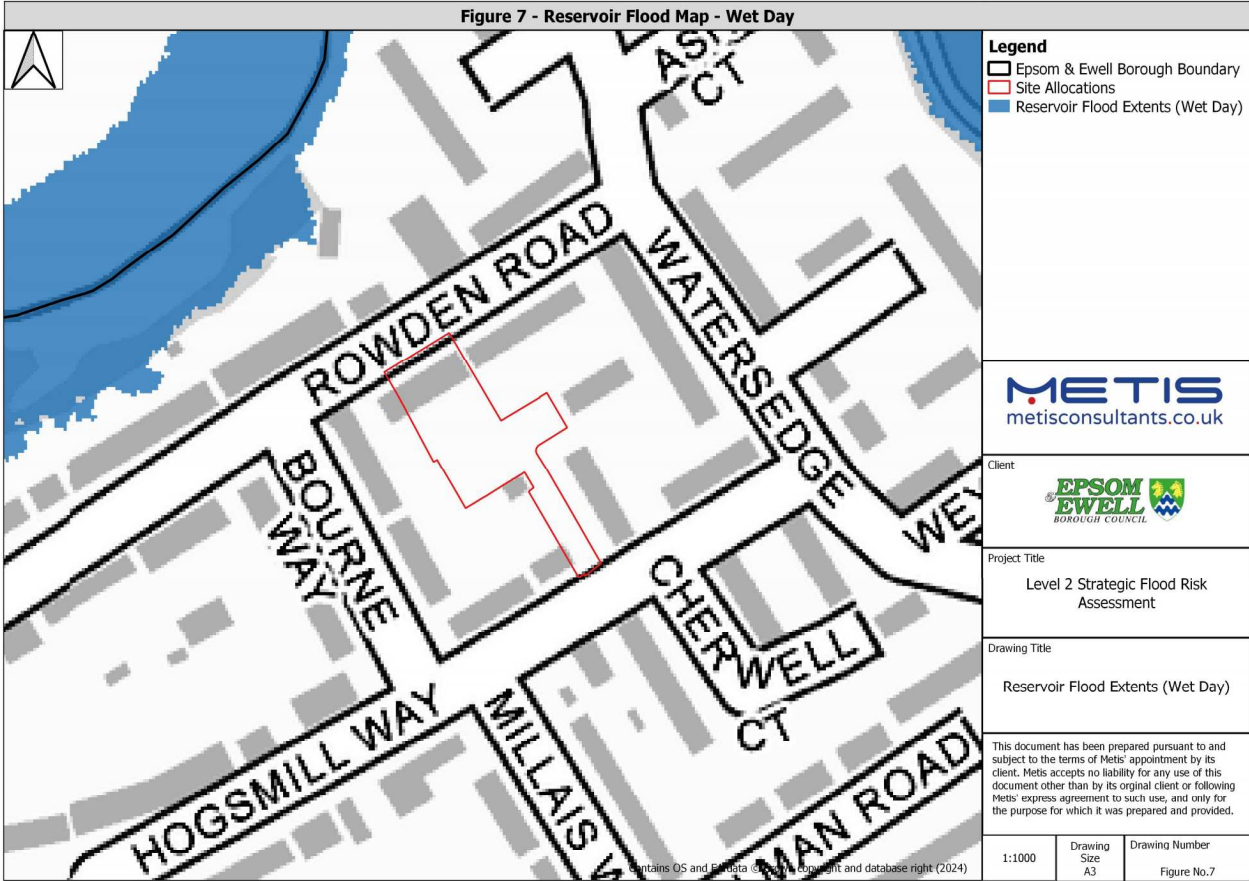 Figure 7 - Reservoir Flood Map - Wet Day
Legend
Epsom & Ewell Borough Boundary
Site Allocations
Reservoir Flood Extents (Wet Day)
CT
ROWDEN ROAD
WATERSEDGE
BOURNE
WAY
CHERWELL
CT
HOGSMILL WAY
MILLAIS W
MAN ROAD
Contains OS and EA data © Crown copyright and database right (2024)
METIS
metisconsultants.co.uk
Client
EPSOM
EWELL
BOROUGH COUNCIL
Project Title
Level 2 Strategic Flood Risk
Assessment
Drawing Title
Reservoir Flood Extents (Wet Day)
This document has been prepared pursuant to and
subject to the terms of Metis' appointment by its
client. Metis accepts no liability for any use of this
document other than by its orginal client or following
Metis' express agreement to such use, and only for
the purpose for which it was prepared and provided.
1:1000
Drawing
Size
A3
Drawing Number
Figure No.7